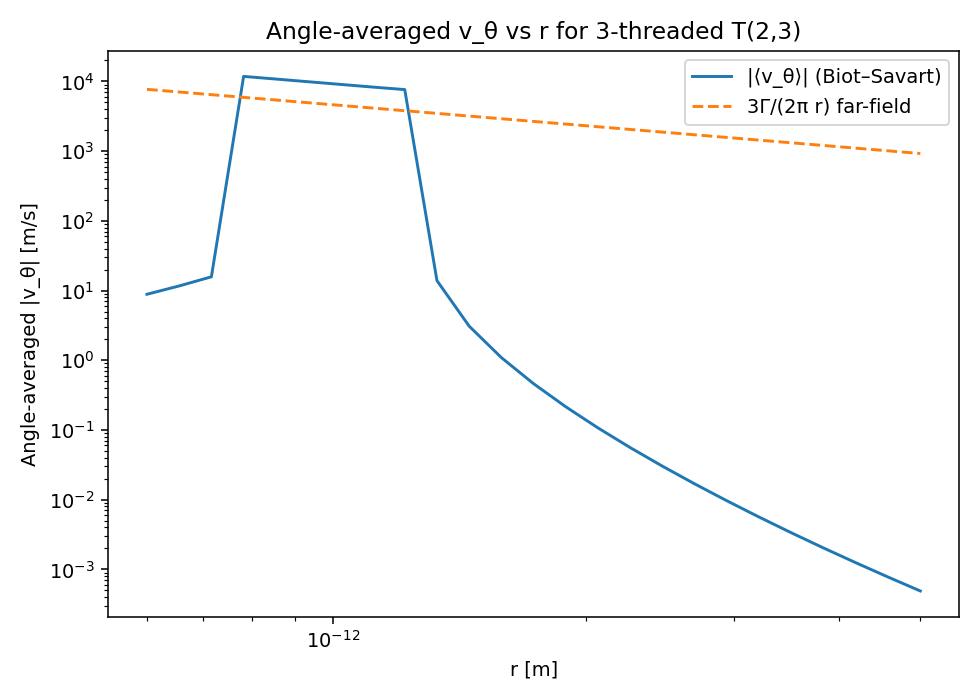 Angle-averaged v_θ vs r for 3-threaded T(2,3)
|⟨v_θ⟩| (Biot–Savart)
3Γ/(2π r) far-field
Angle-averaged |v_θ| [m/s]
10⁴
10³
10²
10¹
10⁰
10⁻¹
10⁻²
10⁻³
10⁻¹²
r [m]